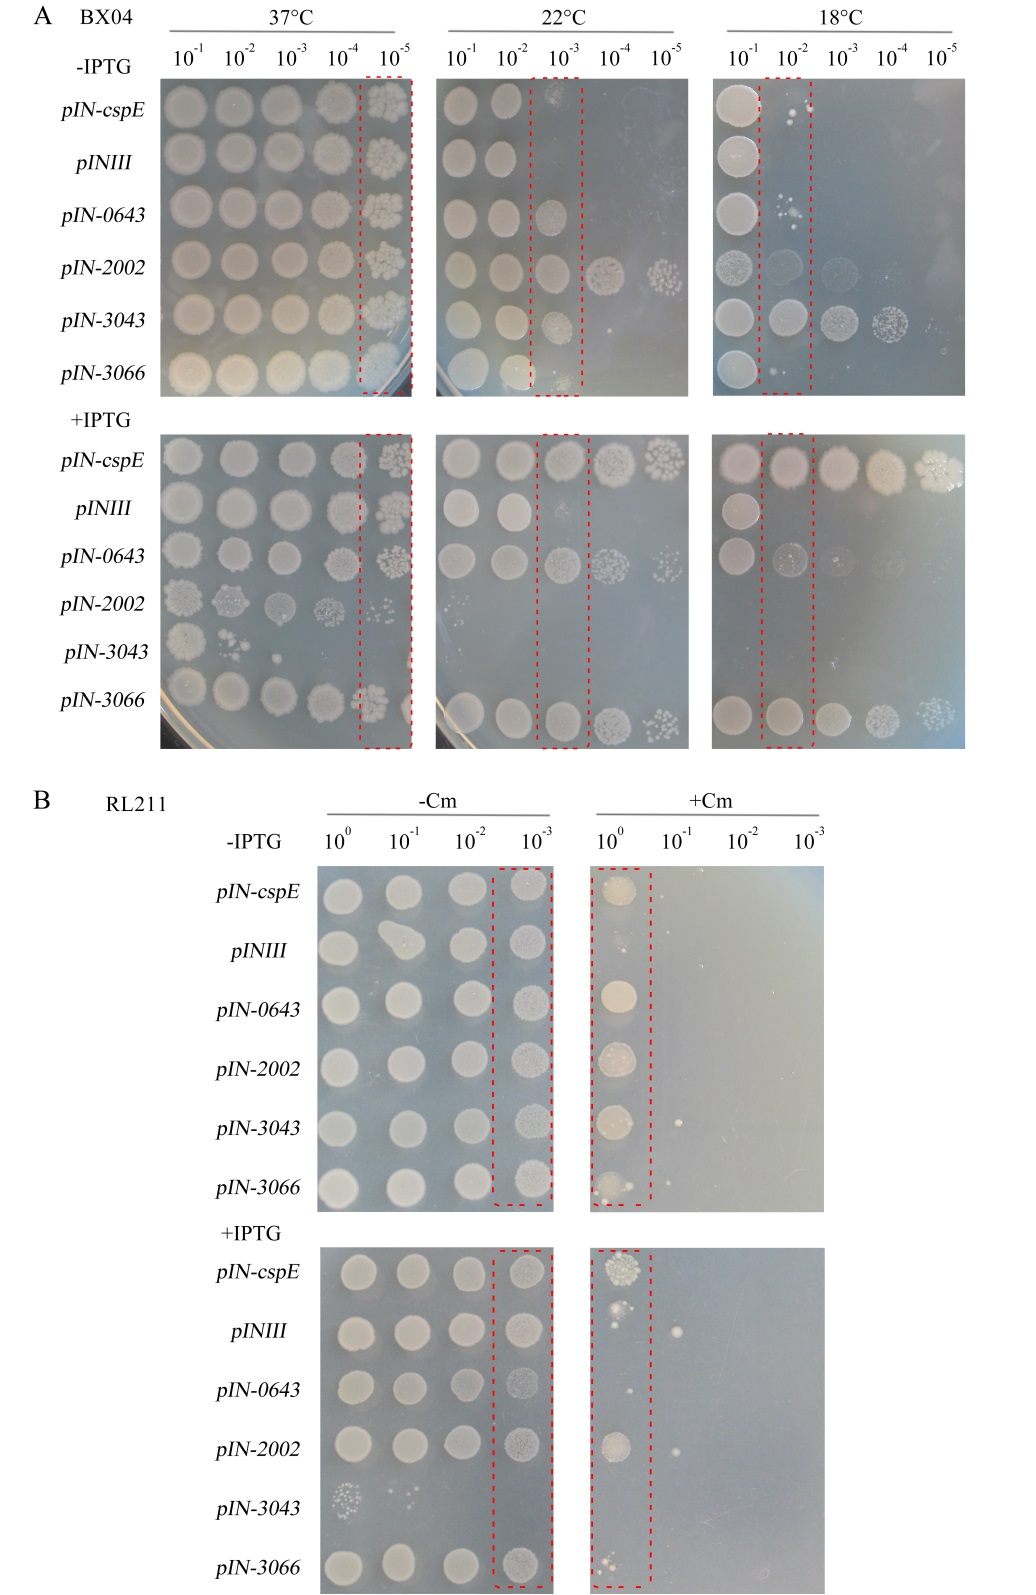 A BX04 37°C 22°C 18°C
-IPTG 10⁻¹ 10⁻² 10⁻³ 10⁻⁴ 10⁻⁵ 10⁻¹ 10⁻² 10⁻³ 10⁻⁴ 10⁻⁵ 10⁻¹ 10⁻² 10⁻³ 10⁻⁴ 10⁻⁵
pIN-cspE
pINIII
pIN-0643
pIN-2002
pIN-3043
pIN-3066
+IPTG
pIN-cspE
pINIII
pIN-0643
pIN-2002
pIN-3043
pIN-3066
B RL211 -Cm +Cm
-IPTG 10⁰ 10⁻¹ 10⁻² 10⁻³ 10⁰ 10⁻¹ 10⁻² 10⁻³
pIN-cspE
pINIII
pIN-0643
pIN-2002
pIN-3043
pIN-3066
+IPTG
pIN-cspE
pINIII
pIN-0643
pIN-2002
pIN-3043
pIN-3066